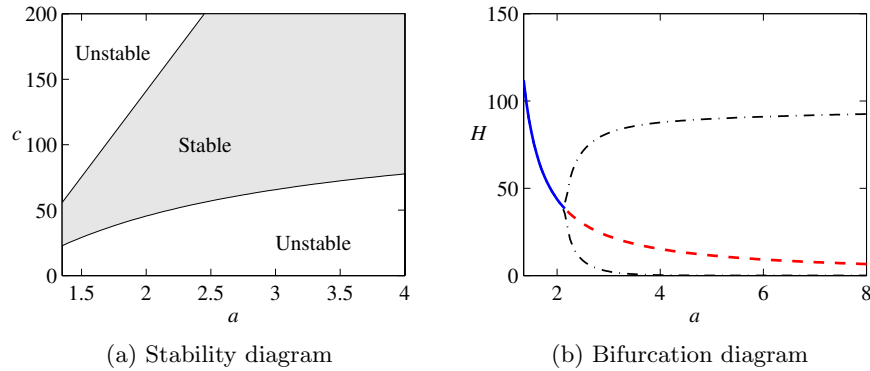 200
150
c
100
50
0
Unstable
Stable
Unstable
1.5 2 2.5 3 3.5 4
a
(a) Stability diagram
150
100
H
50
0
2 4 6 8
a
(b) Bifurcation diagram